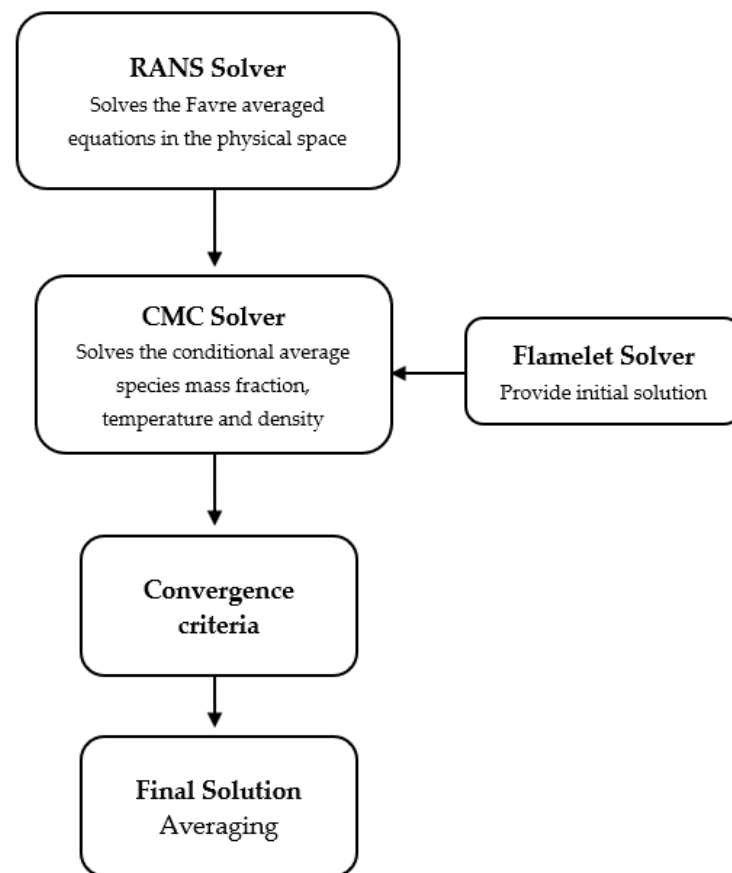 RANS Solver
Solves the Favre averaged
equations in the physical space
CMC Solver
Solves the conditional average
species mass fraction,
temperature and density
Flamelet Solver
Provide initial solution
Convergence
criteria
Final Solution
Averaging